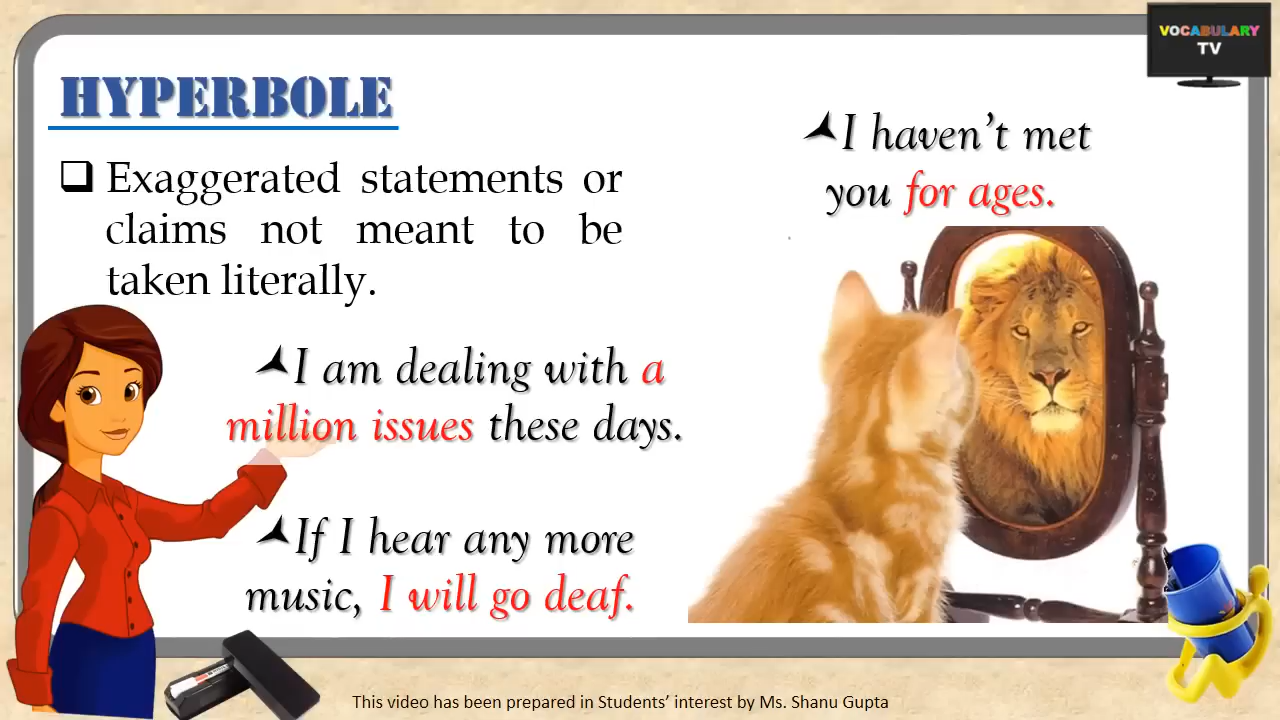 VOCABULARY
TV
HYPERBOLE
Exaggerated statements or
claims not meant to be
taken literally.
I haven't met
you for ages.
I am dealing with a
million issues these days.
If I hear any more
music, I will go deaf.
This video has been prepared in Students' interest by Ms. Shanu Gupta